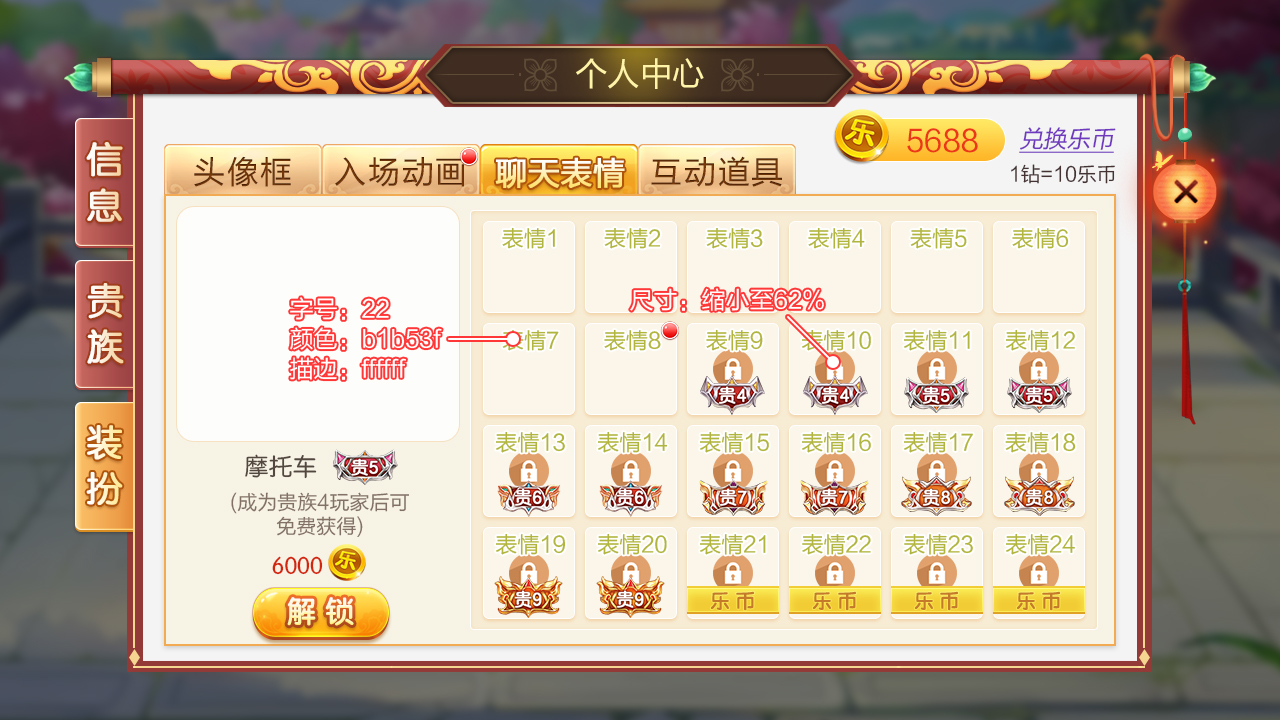 个人中心
乐 5688
兑换乐币
1钻=10乐币
信息
贵族
装扮
头像框
入场动画
聊天表情
互动道具
表情1 表情2 表情3 表情4 表情5 表情6
字号：22
颜色：b1b53f
描边：ffffff
尺寸：缩小至62%
表情7 表情8 表情9 表情10 表情11 表情12
贵4 贵4 贵5 贵5
表情13 表情14 表情15 表情16 表情17 表情18
贵6 贵6 贵7 贵7 贵8 贵8
表情19 表情20 表情21 表情22 表情23 表情24
贵9 贵9 乐币 乐币 乐币 乐币
摩托车 贵5
(成为贵族4玩家后可
免费获得)
6000 乐
解锁